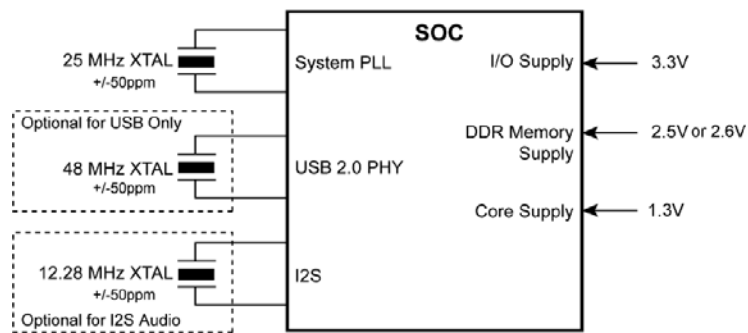 SOC
25 MHz XTAL
+/-50ppm
System PLL
I/O Supply
3.3V
Optional for USB Only
48 MHz XTAL
+/-50ppm
USB 2.0 PHY
DDR Memory
Supply
2.5V or 2.6V
Core Supply
1.3V
12.28 MHz XTAL
+/-50ppm
I2S
Optional for I2S Audio